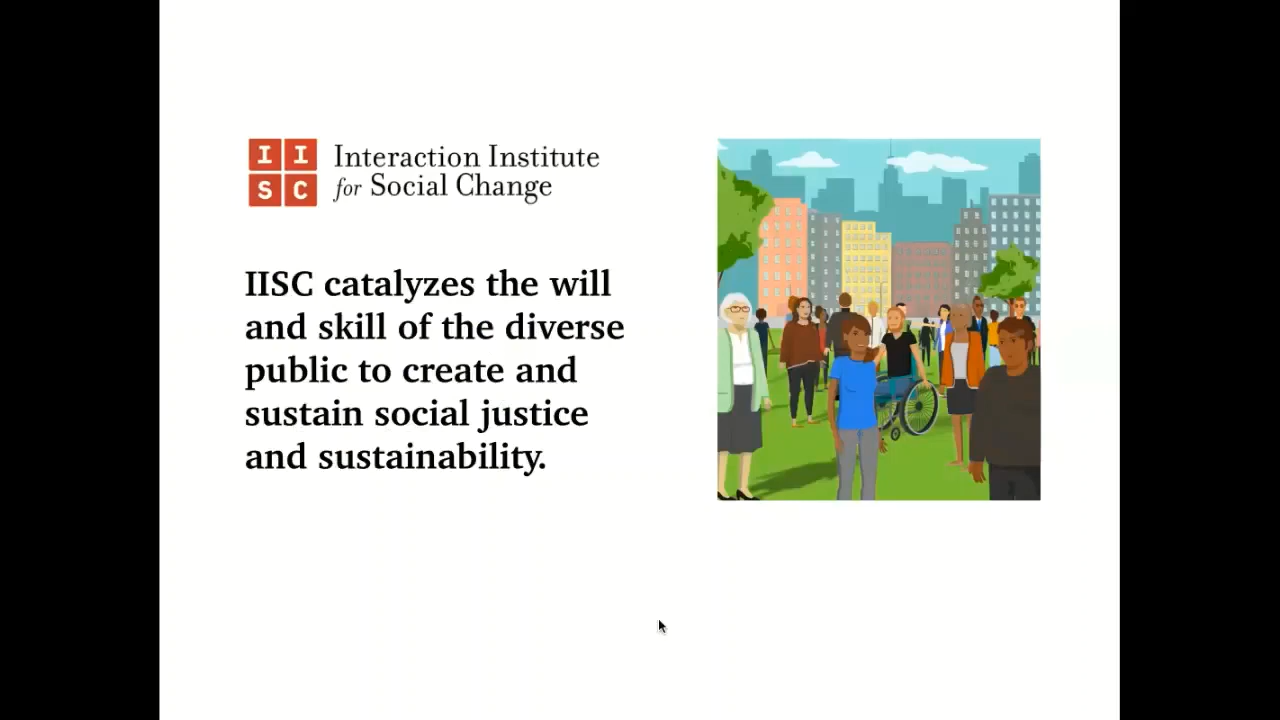 I I
S C
Interaction Institute
for Social Change
IISC catalyzes the will
and skill of the diverse
public to create and
sustain social justice
and sustainability.